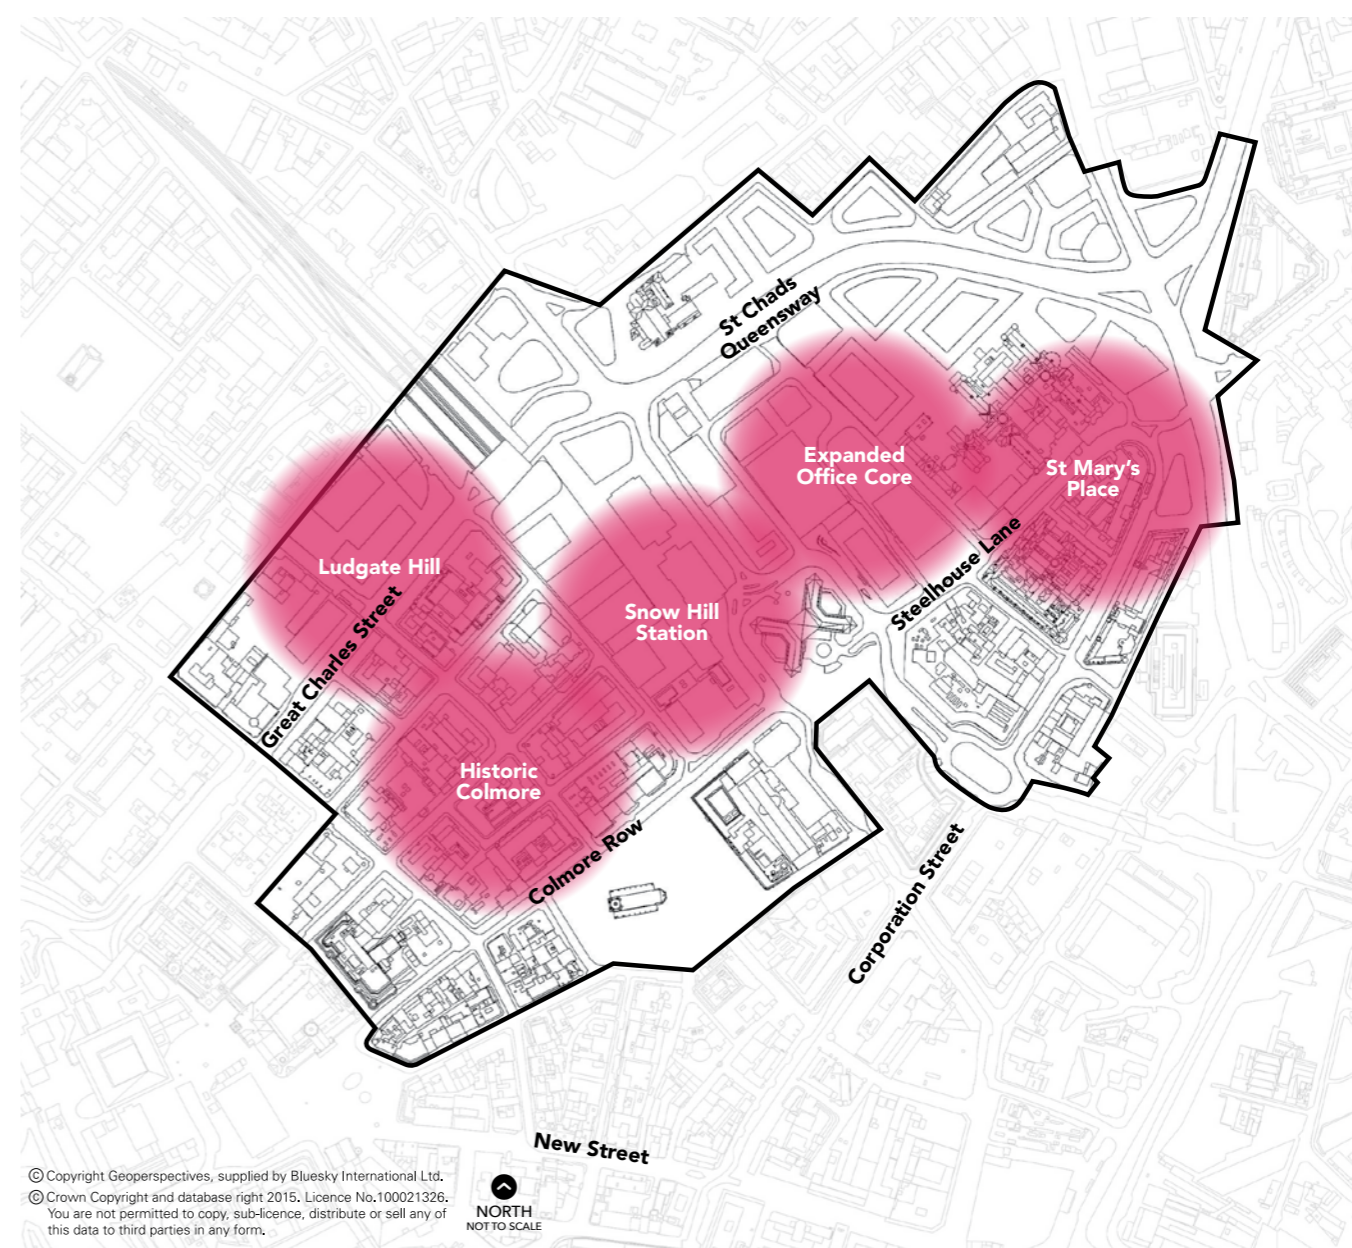 St Chads
Queensway
Expanded
Office Core
St Mary's
Place
Ludgate Hill
Steelhouse Lane
Snow Hill
Station
Great Charles Street
Historic
Colmore
Colmore Row
Corporation Street
New Street
© Copyright Geoperspectives, supplied by Bluesky International Ltd.
© Crown Copyright and database right 2015. Licence No.100021326.
You are not permitted to copy, sub-licence, distribute or sell any of
this data to third parties in any form.
NORTH
NOT TO SCALE